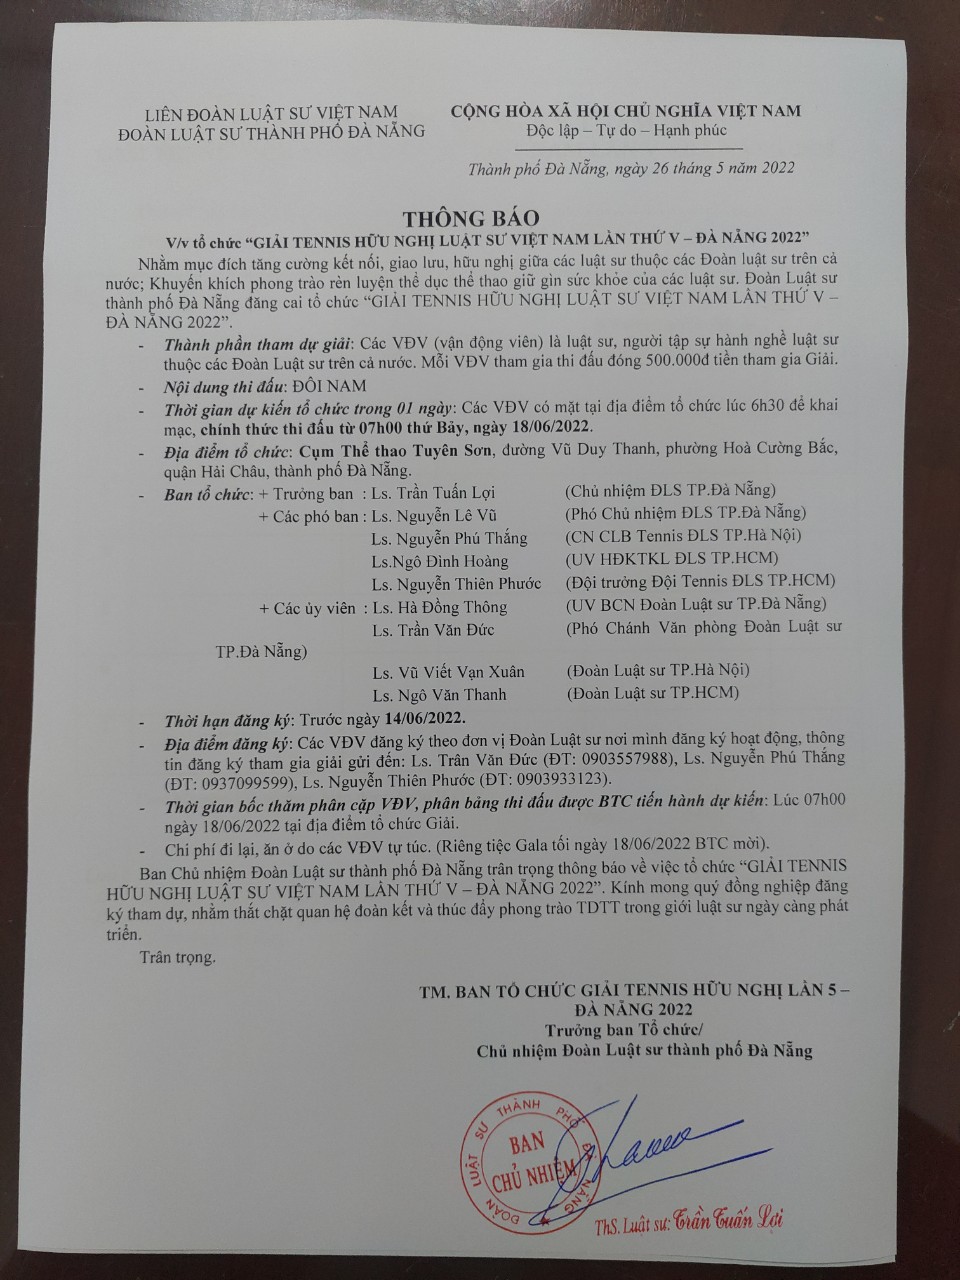 LIÊN ĐOÀN LUẬT SƯ VIỆT NAM
ĐOÀN LUẬT SƯ THÀNH PHỐ ĐÀ NẴNG
CỘNG HÒA XÃ HỘI CHỦ NGHĨA VIỆT NAM
Độc lập – Tự do – Hạnh phúc
Thành phố Đà Nẵng, ngày 26 tháng 5 năm 2022
THÔNG BÁO
V/v tổ chức “GIẢI TENNIS HỮU NGHỊ LUẬT SƯ VIỆT NAM LẦN THỨ V – ĐÀ NẴNG 2022”
Nhằm mục đích tăng cường kết nối, giao lưu, hữu nghị giữa các luật sư thuộc các Đoàn luật sư trên cả
nước; Khuyến khích phong trào rèn luyện thể dục thể thao giữ gìn sức khỏe của các luật sư. Đoàn Luật sư
thành phố Đà Nẵng đăng cai tổ chức “GIẢI TENNIS HỮU NGHỊ LUẬT SƯ VIỆT NAM LẦN THỨ V –
ĐÀ NẴNG 2022”.
- Thành phần tham dự giải: Các VĐV (vận động viên) là luật sư, người tập sự hành nghề luật sư
thuộc các Đoàn Luật sư trên cả nước. Mỗi VĐV tham gia thi đấu đóng 500.000đ tiền tham gia Giải.
- Nội dung thi đấu: ĐÔI NAM
- Thời gian dự kiến tổ chức trong 01 ngày: Các VĐV có mặt tại địa điểm tổ chức lúc 6h30 để khai
mạc, chính thức thi đấu từ 07h00 thứ Bảy, ngày 18/06/2022.
- Địa điểm tổ chức: Cụm Thể thao Tuyên Sơn, đường Vũ Duy Thanh, phường Hoà Cường Bắc,
quận Hải Châu, thành phố Đà Nẵng.
- Ban tổ chức: + Trưởng ban : Ls. Trần Tuấn Lợi (Chủ nhiệm ĐLS TP.Đà Nẵng)
+ Các phó ban : Ls. Nguyễn Lê Vũ (Phó Chủ nhiệm ĐLS TP.Đà Nẵng)
Ls. Nguyễn Phú Thắng (CN CLB Tennis ĐLS TP.Hà Nội)
Ls.Ngô Đình Hoàng (UV HĐKTKL ĐLS TP.HCM)
Ls. Nguyễn Thiên Phước (Đội trưởng Đội Tennis ĐLS TP.HCM)
+ Các ủy viên : Ls. Hà Đồng Thông (UV BCN Đoàn Luật sư TP.Đà Nẵng)
Ls. Trần Văn Đức (Phó Chánh Văn phòng Đoàn Luật sư
TP.Đà Nẵng)
Ls. Vũ Viết Vạn Xuân (Đoàn Luật sư TP.Hà Nội)
Ls. Ngô Văn Thanh (Đoàn Luật sư TP.HCM)
- Thời hạn đăng ký: Trước ngày 14/06/2022.
- Địa điểm đăng ký: Các VĐV đăng ký theo đơn vị Đoàn Luật sư nơi mình đăng ký hoạt động, thông
tin đăng ký tham gia giải gửi đến: Ls. Trần Văn Đức (ĐT: 0903557988), Ls. Nguyễn Phú Thắng
(ĐT: 0937099599), Ls. Nguyễn Thiên Phước (ĐT: 0903933123).
- Thời gian bốc thăm phân cặp VĐV, phân bảng thi đấu được BTC tiến hành dự kiến: Lúc 07h00
ngày 18/06/2022 tại địa điểm tổ chức Giải.
- Chi phí đi lại, ăn ở do các VĐV tự túc. (Riêng tiệc Gala tối ngày 18/06/2022 BTC mời).
Ban Chủ nhiệm Đoàn Luật sư thành phố Đà Nẵng trân trọng thông báo về việc tổ chức “GIẢI TENNIS
HỮU NGHỊ LUẬT SƯ VIỆT NAM LẦN THỨ V – ĐÀ NẴNG 2022”. Kính mong quý đồng nghiệp đăng
ký tham dự, nhằm thắt chặt quan hệ đoàn kết và thúc đẩy phong trào TDTT trong giới luật sư ngày càng phát
triển.
Trân trọng.
TM. BAN TỔ CHỨC GIẢI TENNIS HỮU NGHỊ LẦN 5 –
ĐÀ NẴNG 2022
Trưởng ban Tổ chức/
Chủ nhiệm Đoàn Luật sư thành phố Đà Nẵng
ĐOÀN LUẬT SƯ THÀNH PHỐ ĐÀ NẴNG
BAN
CHỦ NHIỆM
ThS. Luật sư: Trần Tuấn Lợi